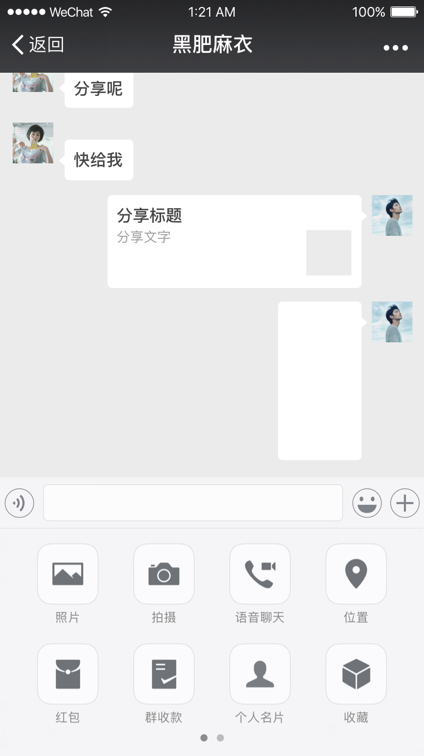 WeChat 1:21 AM 100%
返回 黑肥麻衣
分享呢
快给我
分享标题
分享文字
照片 拍摄 语音聊天 位置
红包 群收款 个人名片 收藏